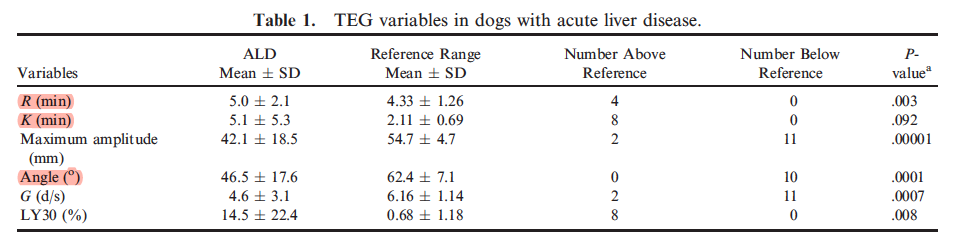 Table 1. TEG variables in dogs with acute liver disease.
ALD Reference Range Number Above Number Below P-
Variables Mean ± SD Mean ± SD Reference Reference valueᵃ
R (min) 5.0 ± 2.1 4.33 ± 1.26 4 0 .003
K (min) 5.1 ± 5.3 2.11 ± 0.69 8 0 .092
Maximum amplitude 42.1 ± 18.5 54.7 ± 4.7 2 11 .00001
(mm)
Angle (°) 46.5 ± 17.6 62.4 ± 7.1 0 10 .0001
G (d/s) 4.6 ± 3.1 6.16 ± 1.14 2 11 .0007
LY30 (%) 14.5 ± 22.4 0.68 ± 1.18 8 0 .008